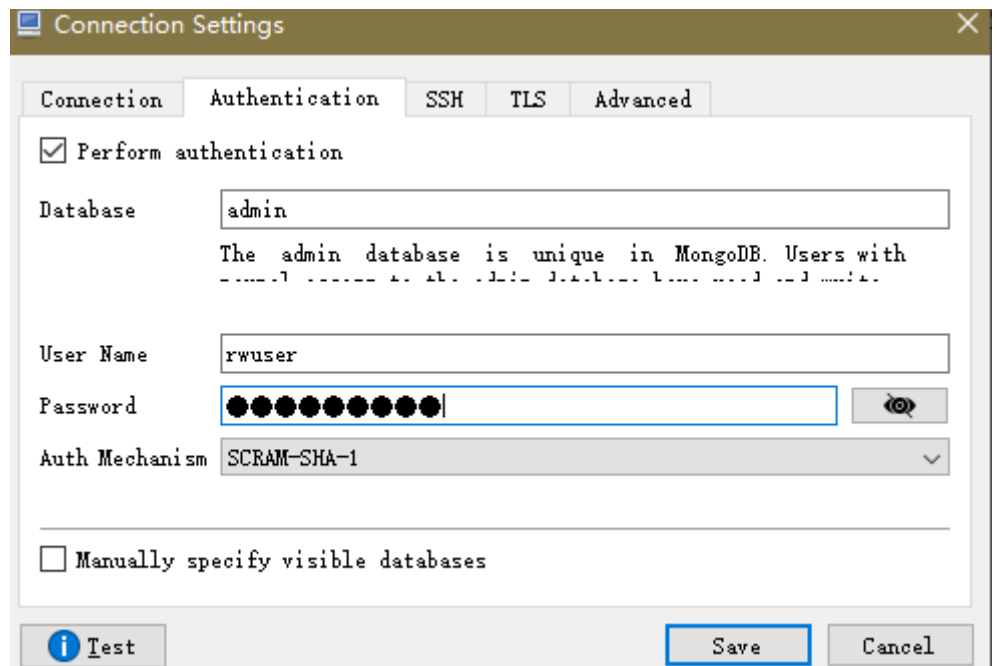 Connection Settings
Connection Authentication SSH TLS Advanced
Perform authentication
Database admin
The admin database is unique in MongoDB. Users with
User Name rwuser
Password
Auth Mechanism SCRAM-SHA-1
Manually specify visible databases
Test Save Cancel